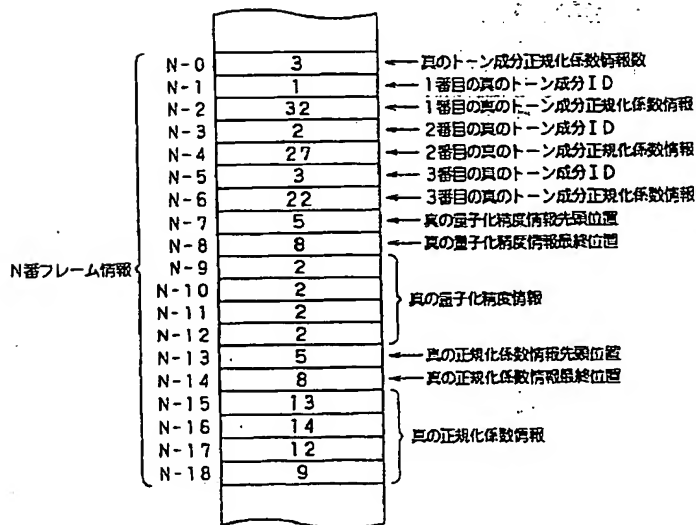 N-0 3 真のトーン成分正規化係数情報数
N-1 1 1番目の真のトーン成分ID
N-2 32 1番目の真のトーン成分正規化係数情報
N-3 2 2番目の真のトーン成分ID
N-4 27 2番目の真のトーン成分正規化係数情報
N-5 3 3番目の真のトーン成分ID
N-6 22 3番目の真のトーン成分正規化係数情報
N-7 5 真の量子化精度情報先頭位置
N-8 8 真の量子化精度情報最終位置
N番フレーム情報
N-9 2
N-10 2
真の量子化精度情報
N-11 2
N-12 2
N-13 5 真の正規化係数情報先頭位置
N-14 8 真の正規化係数情報最終位置
N-15 13
N-16 14
真の正規化係数情報
N-17 12
N-18 9